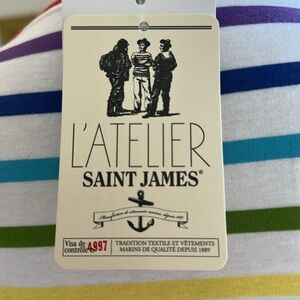 L'ATELIER
SAINT JAMES®
Visa de
contrôle 4997
TRADITION TEXTILE ET VÊTEMENTS
MARINS DE QUALITÉ DEPUIS 1889